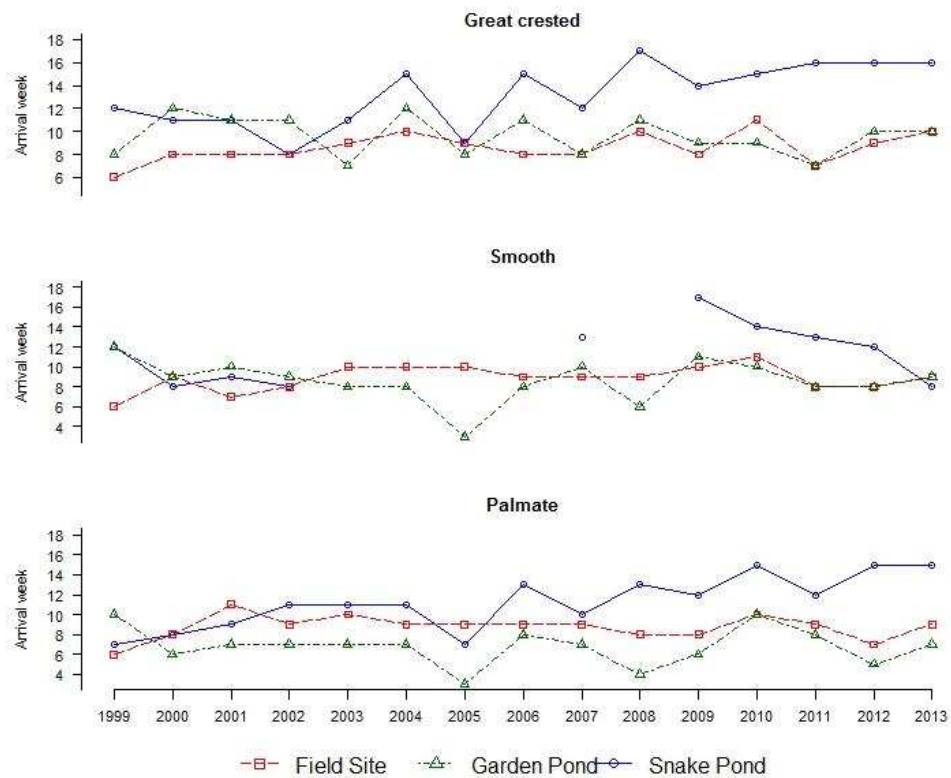 Great crested
18
16
14
12
10
8
6
Arrival week
Smooth
18
16
14
12
10
8
6
4
Arrival week
Palmate
18
16
14
12
10
8
6
4
Arrival week
1999 2000 2001 2002 2003 2004 2005 2006 2007 2008 2009 2010 2011 2012 2013
Field Site Garden Pond Snake Pond